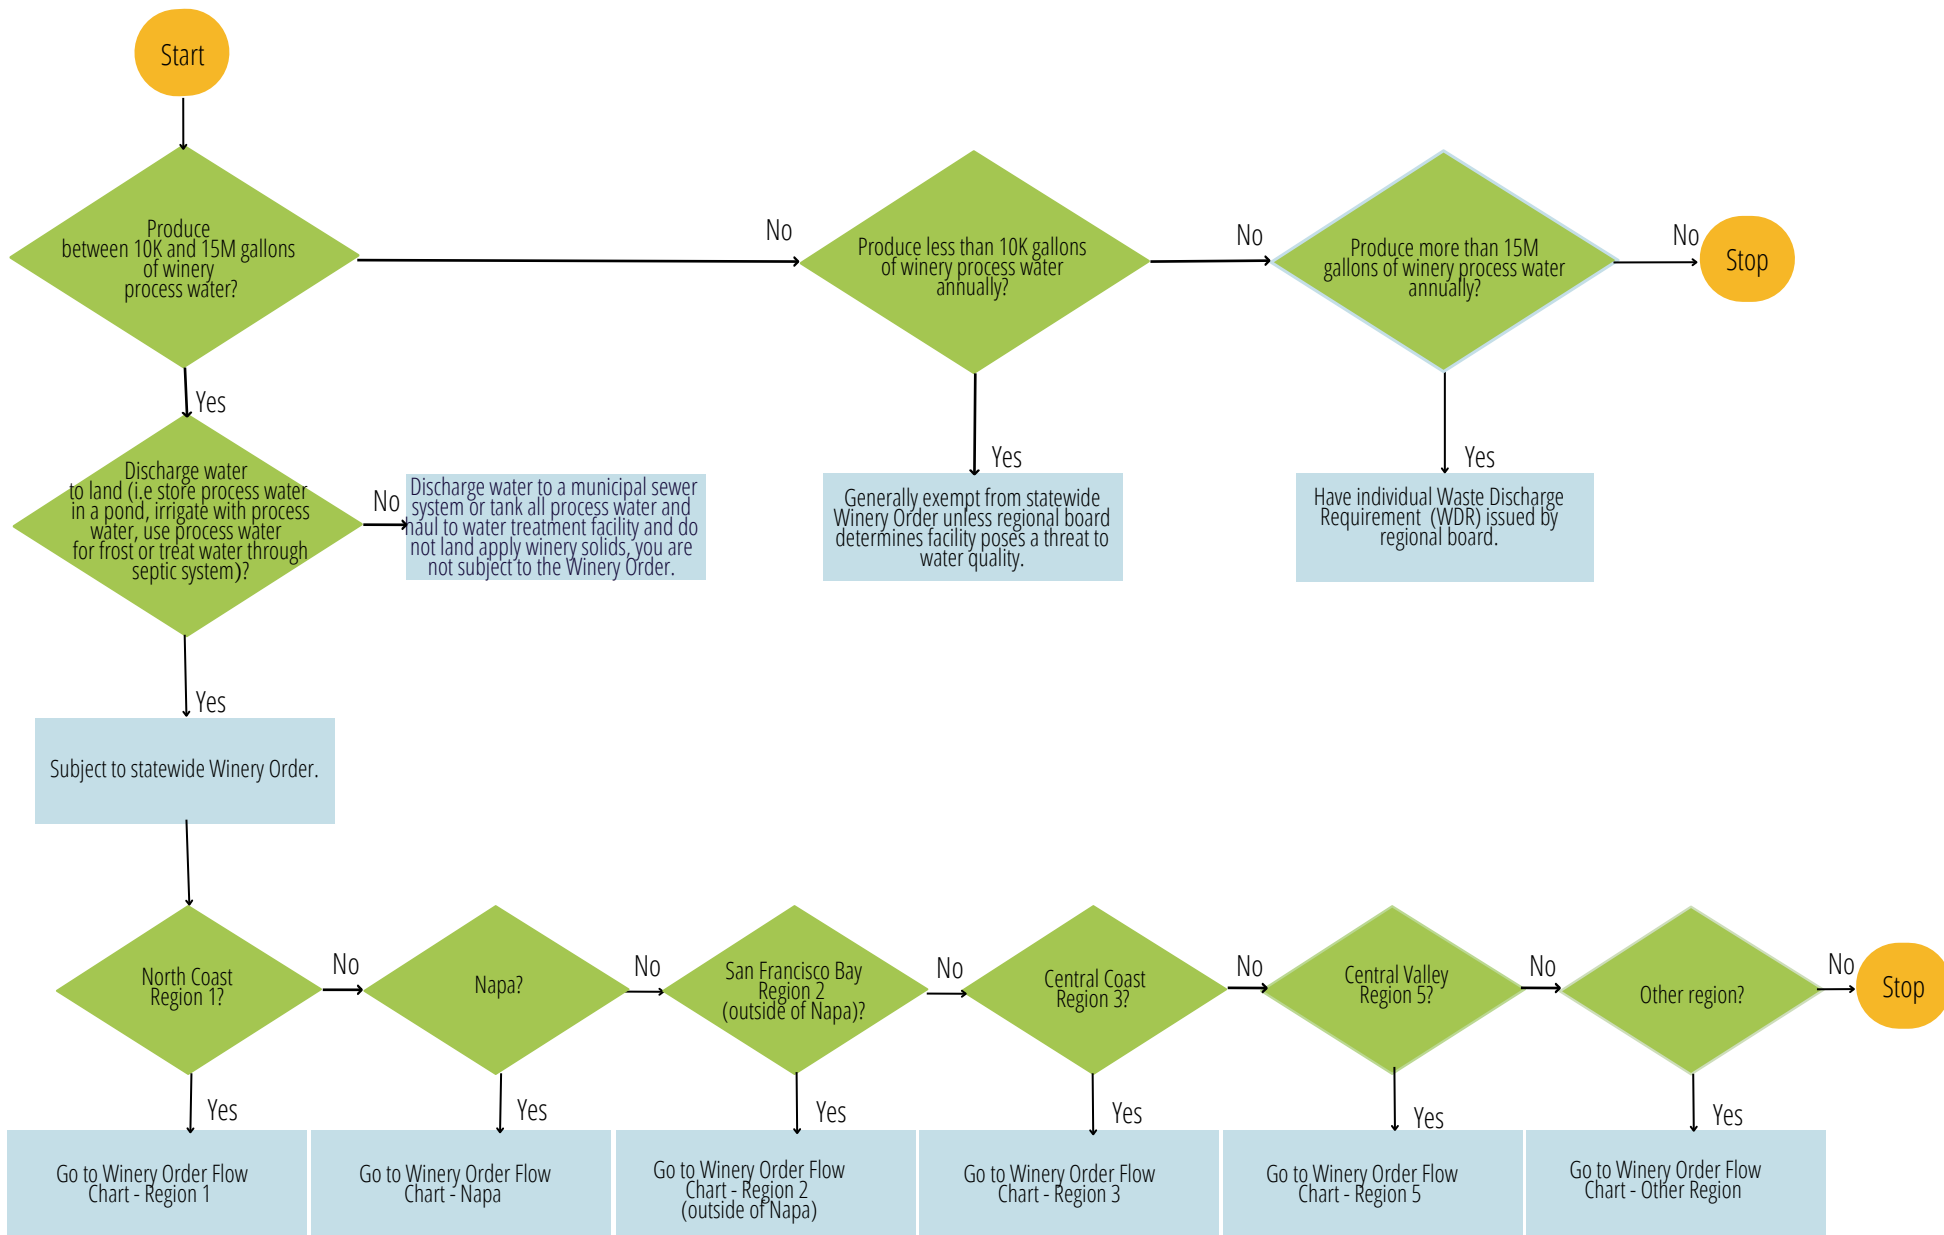 Start
Produce
between 10K and 15M gallons
of winery
process water?
No
Produce less than 10K gallons
of winery process water
annually?
No
Produce more than 15M
gallons of winery process water
annually?
No
Stop
Yes
Discharge water
to land (i.e store process water
in a pond, irrigate with process
water, use process water
for frost or treat water through
septic system)?
No
Discharge water to a municipal sewer
system or tank all process water and
haul to water treatment facility and do
not land apply winery solids, you are
not subject to the Winery Order.
Yes
Generally exempt from statewide
Winery Order unless regional board
determines facility poses a threat to
water quality.
Yes
Have individual Waste Discharge
Requirement (WDR) issued by
regional board.
Yes
Subject to statewide Winery Order.
North Coast
Region 1?
No
Napa?
No
San Francisco Bay
Region 2
(outside of Napa)?
No
Central Coast
Region 3?
No
Central Valley
Region 5?
No
Other region?
No
Stop
Yes
Yes
Yes
Yes
Yes
Yes
Go to Winery Order Flow
Chart - Region 1
Go to Winery Order Flow
Chart - Napa
Go to Winery Order Flow
Chart - Region 2
(outside of Napa)
Go to Winery Order Flow
Chart - Region 3
Go to Winery Order Flow
Chart - Region 5
Go to Winery Order Flow
Chart - Other Region